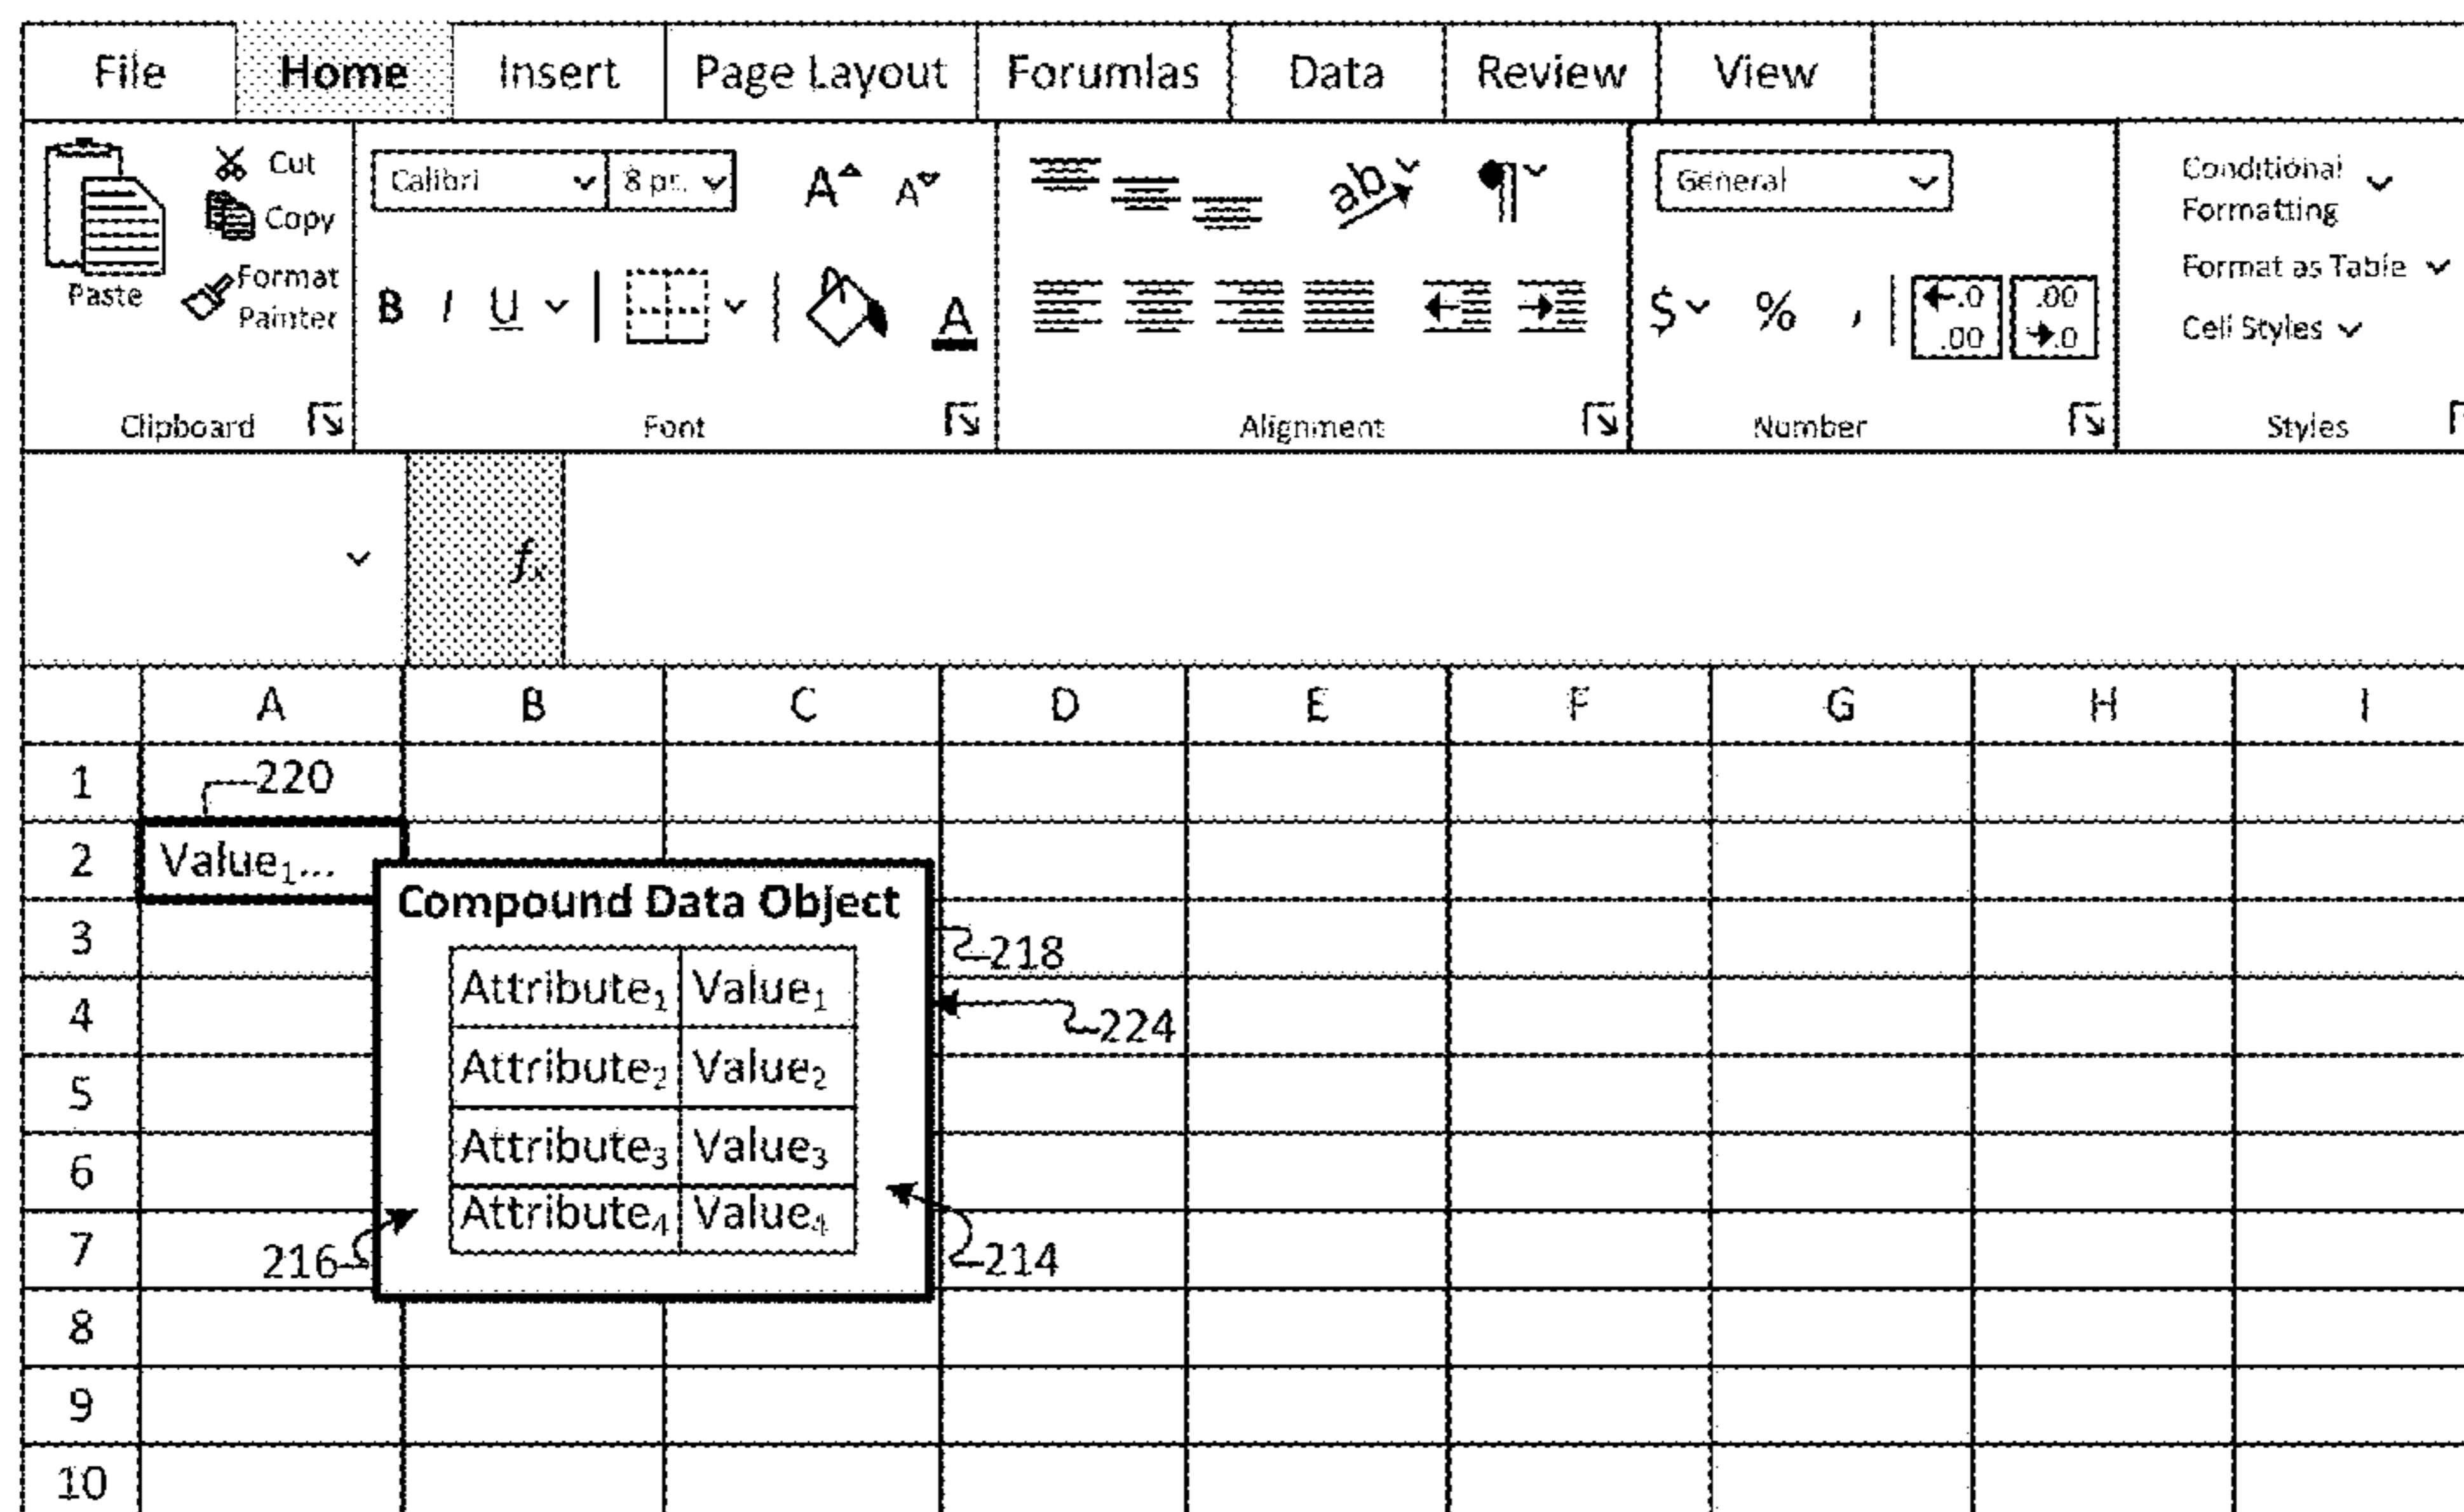 File Home Insert Page Layout Forumlas Data Review View
Cut
Copy
Paste
Format
Painter
Clipboard
Calibri 8 pt.
A A
B I U A
Font
ab ¶
Alignment
General
$ % , .0 .00
.00 .0
Number
Conditional
Formatting
Format as Table
Cell Styles
Styles
fx
A B C D E F G H I
1 220
2 Value₁...
Compound Data Object
3 218
Attribute₁ Value₁
4 224
Attribute₂ Value₂
5
Attribute₃ Value₃
6
Attribute₄ Value₄
7 216 214
8
9
10